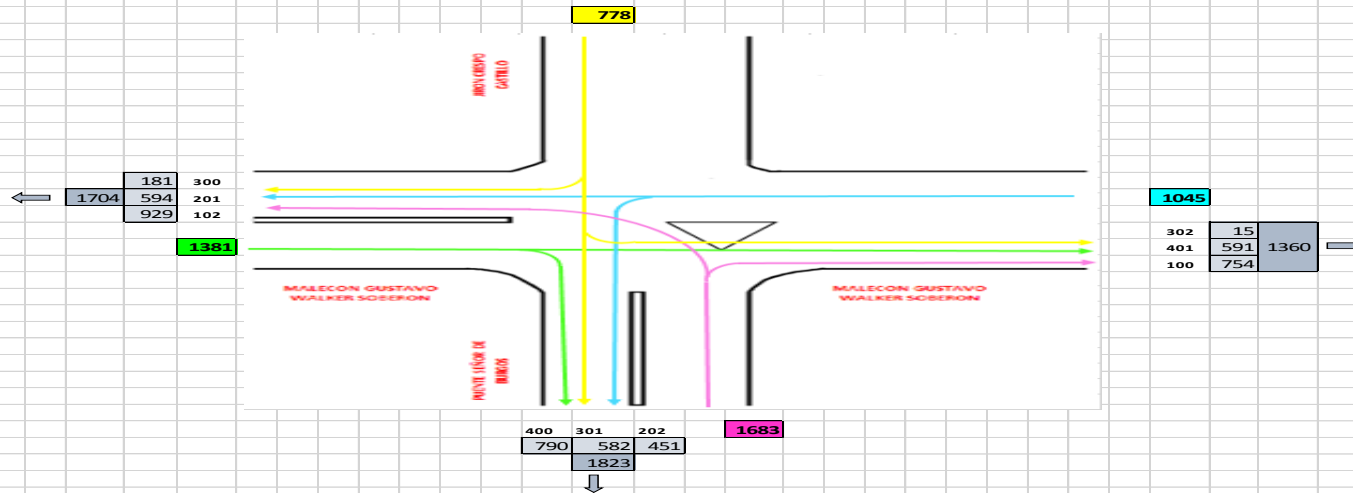 778
JIRON CRESPO
CASTILLO
181 300
1704 594 201
929 102
1381
1045
302 15
401 591 1360
100 754
MALECON GUSTAVO
WALKER SOBERON
MALECON GUSTAVO
WALKER SOBERON
PUENTE SEÑOR DE
BURGOS
400 301 202
790 582 451
1823
1683